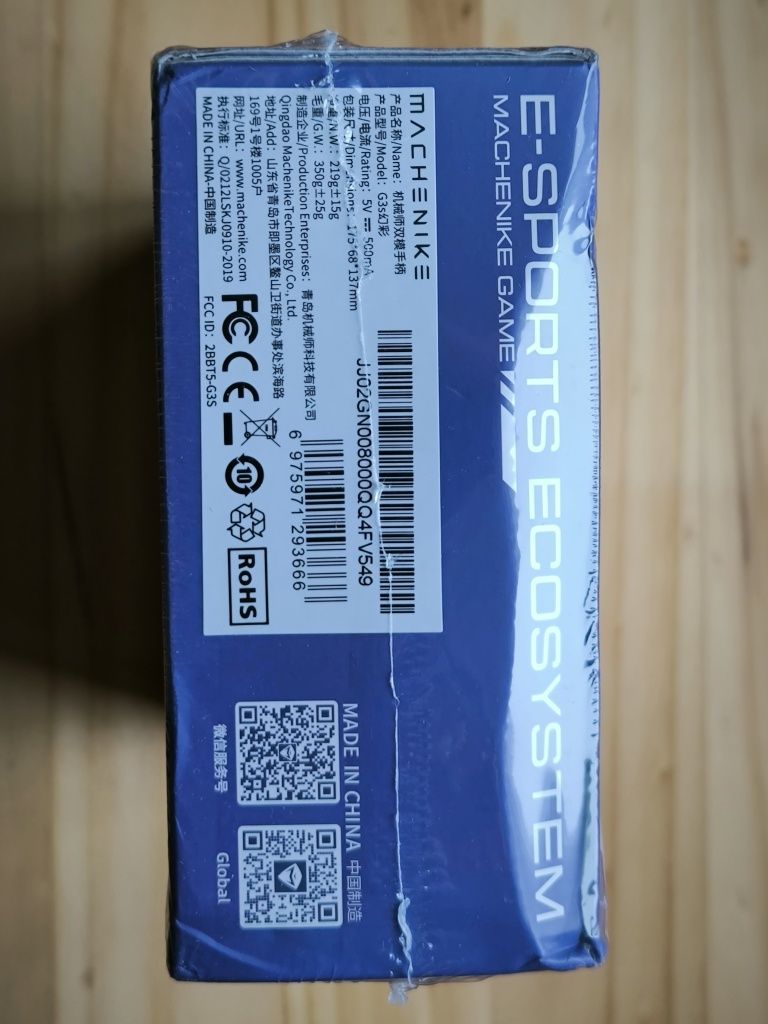 E-SPORTS ECOSYSTEM
MACHENIKE GAME
MACHENIKE
产品名称/Name: 机械师双模手柄
产品型号/Model: G3s幻彩
电压/电流/Rating: 5V 500mA
包装尺寸/Dimensions: 175*68*137mm
净重/N.W.: 219g±15g
毛重/G.W.: 350g±25g
制造企业/Production Enterprises: 青岛机械师科技有限公司
Qingdao MachenikeTechnology Co., Ltd.
地址/Add: 山东省青岛市即墨区鳌山卫街道办事处滨海路
169号1号楼1005户
网址/URL: www.machenike.com
执行标准: Q/0212LSKJ0910-2019
MADE IN CHINA·中国制造
JJ02GN008000QQ4FV549
6 975971 293666
FC CE
10
RoHS
FCC ID: 2BBT5-G3S
MADE IN CHINA 中国制造
微信服务号
Global